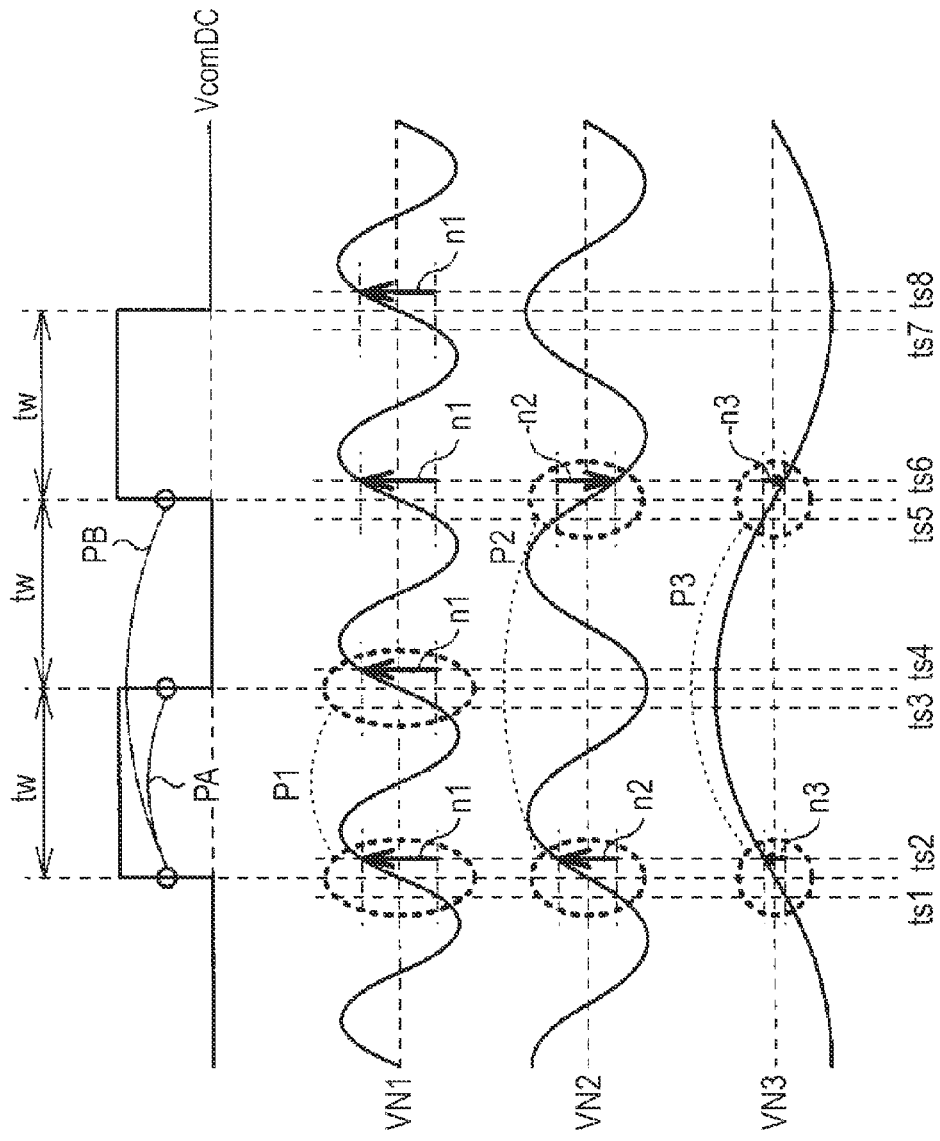 tw tw tw
PB
PA
VcomDC
P1
n1 n1 n1 n1
VN1
P2
n2 -n2
VN2
P3
n3 -n3
VN3
ts1 ts2 ts3 ts4 ts5 ts6 ts7 ts8